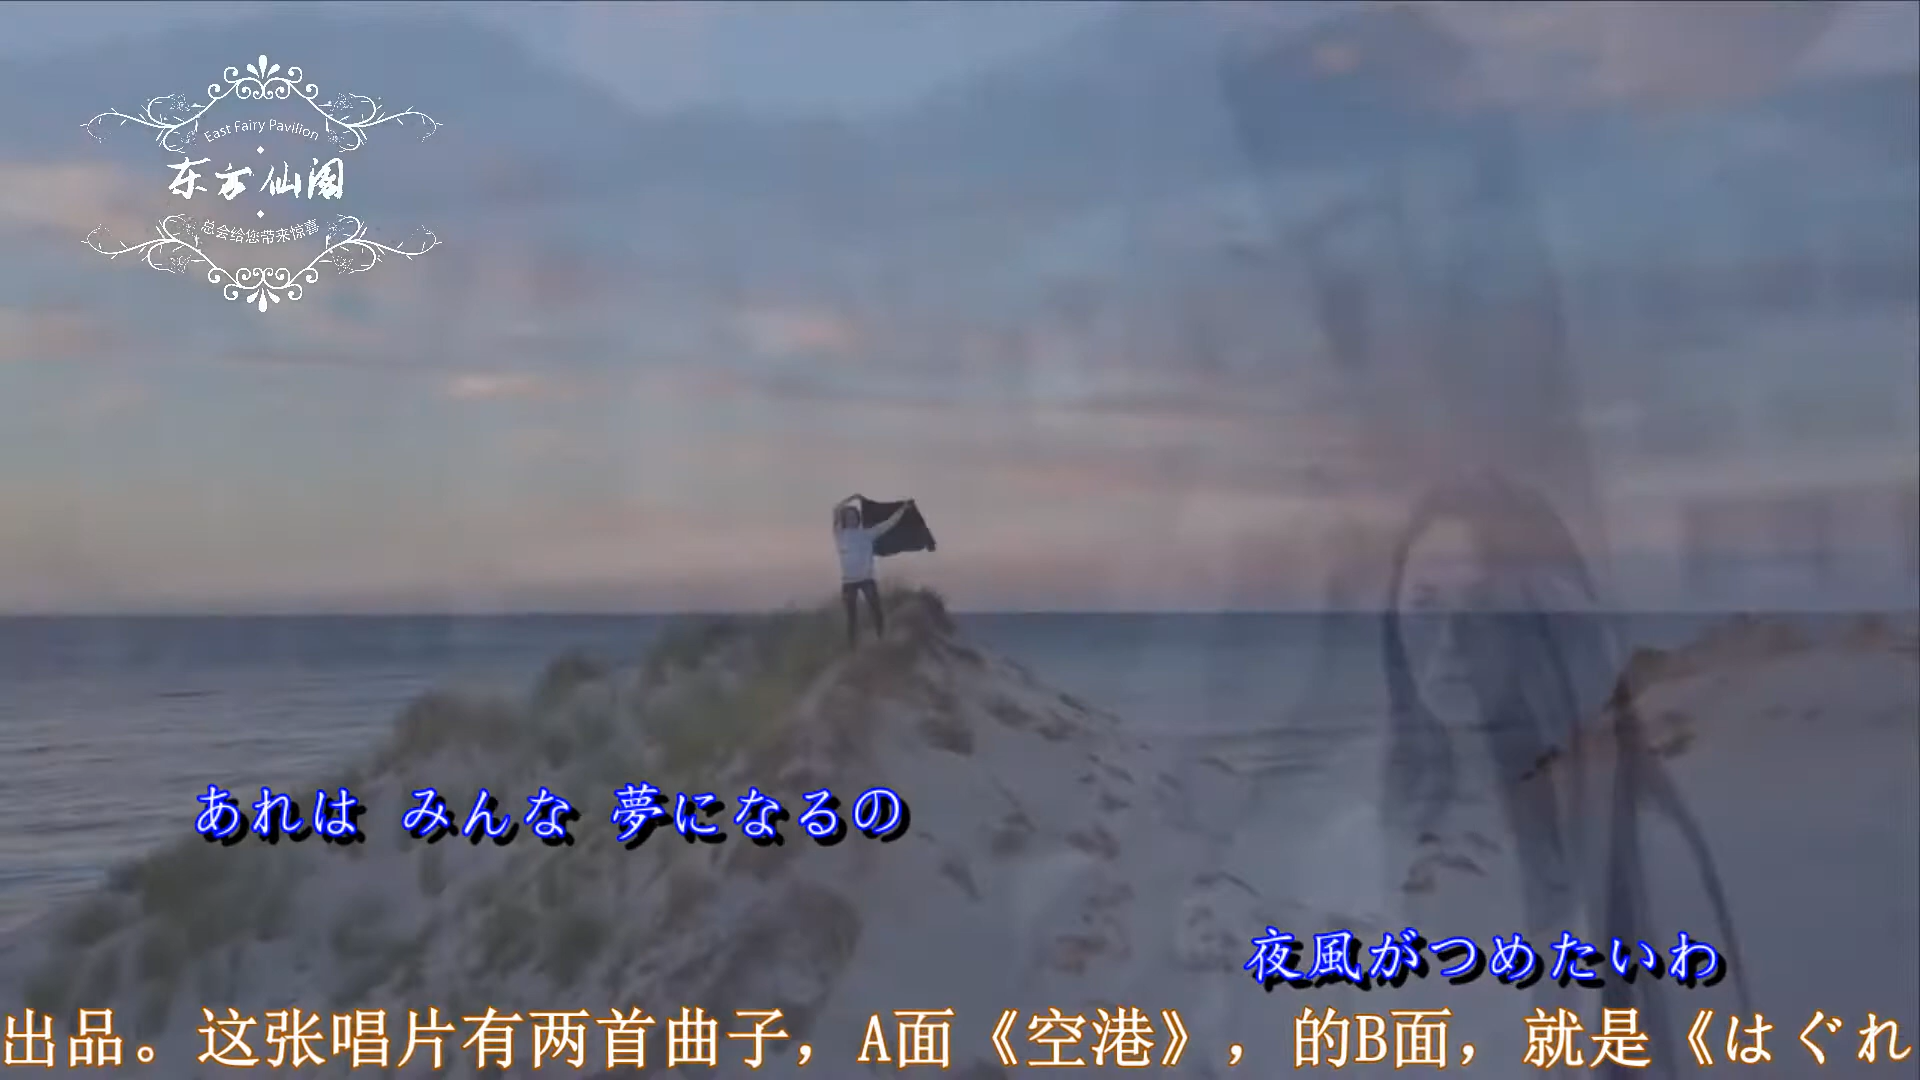 East Fairy Pavilion
东方仙阁
总会给您带来惊喜
あれは みんな 夢になるの
夜風がつめたいわ
出品。这张唱片有两首曲子，A面《空港》，的B面，就是《はぐれ